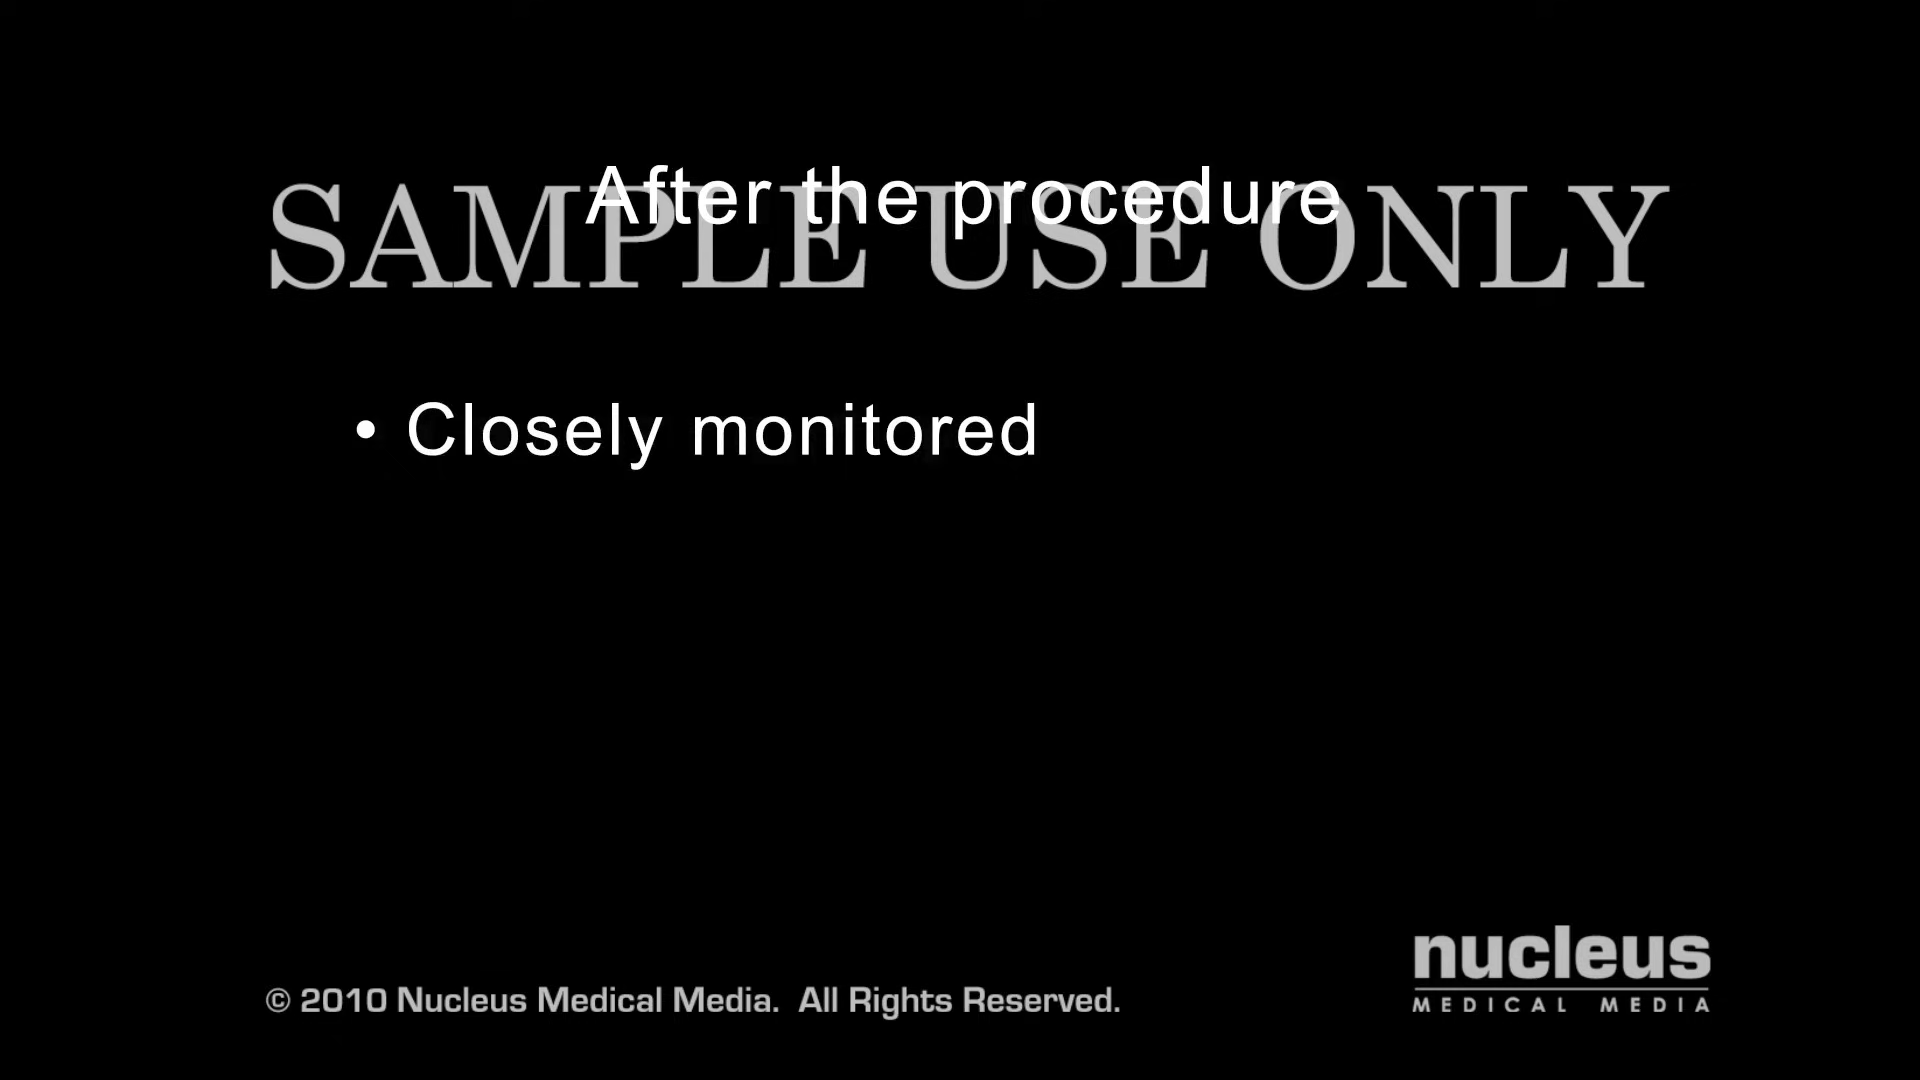 After the procedure
SAMPLE USE ONLY
• Closely monitored
nucleus
MEDICAL MEDIA
© 2010 Nucleus Medical Media. All Rights Reserved.